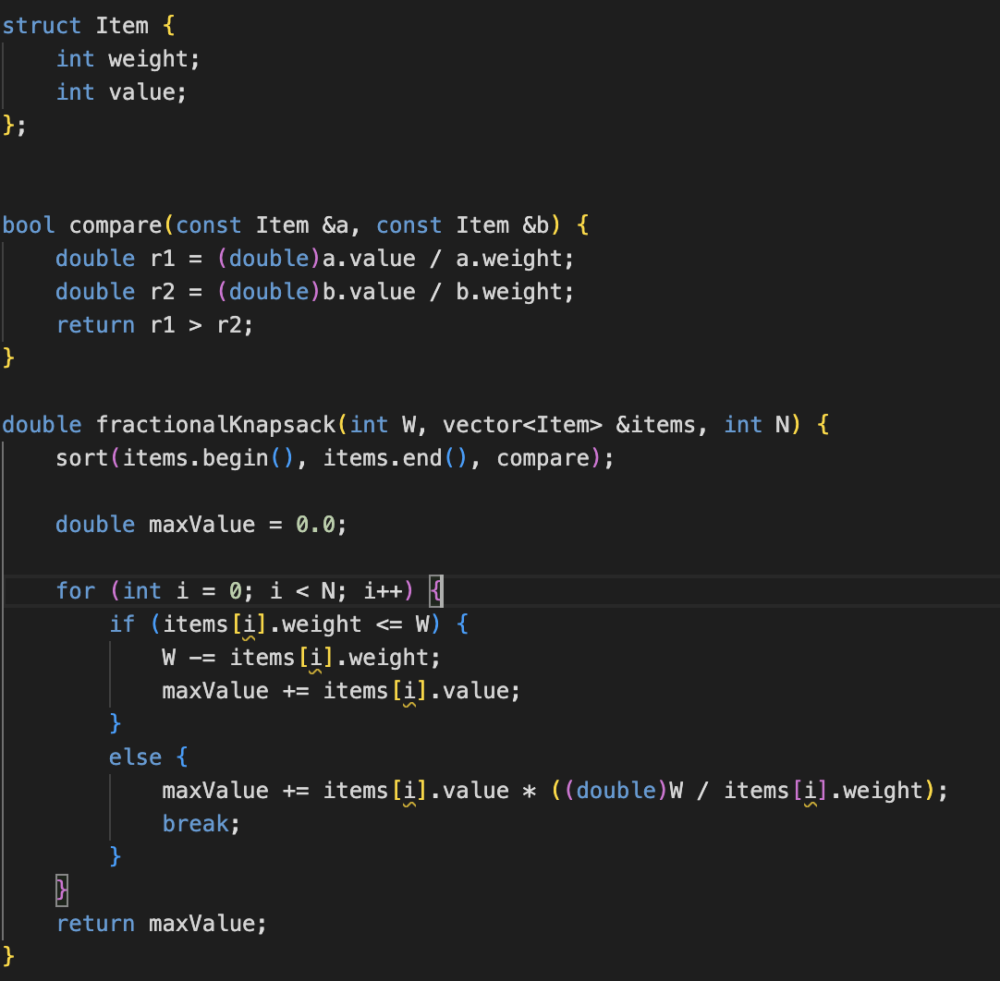 struct Item {
    int weight;
    int value;
};
bool compare(const Item &a, const Item &b) {
    double r1 = (double)a.value / a.weight;
    double r2 = (double)b.value / b.weight;
    return r1 > r2;
}
double fractionalKnapsack(int W, vector<Item> &items, int N) {
    sort(items.begin(), items.end(), compare);
    double maxValue = 0.0;
    for (int i = 0; i < N; i++) {
        if (items[i].weight <= W) {
            W -= items[i].weight;
            maxValue += items[i].value;
        }
        else {
            maxValue += items[i].value * ((double)W / items[i].weight);
            break;
        }
    }
    return maxValue;
}